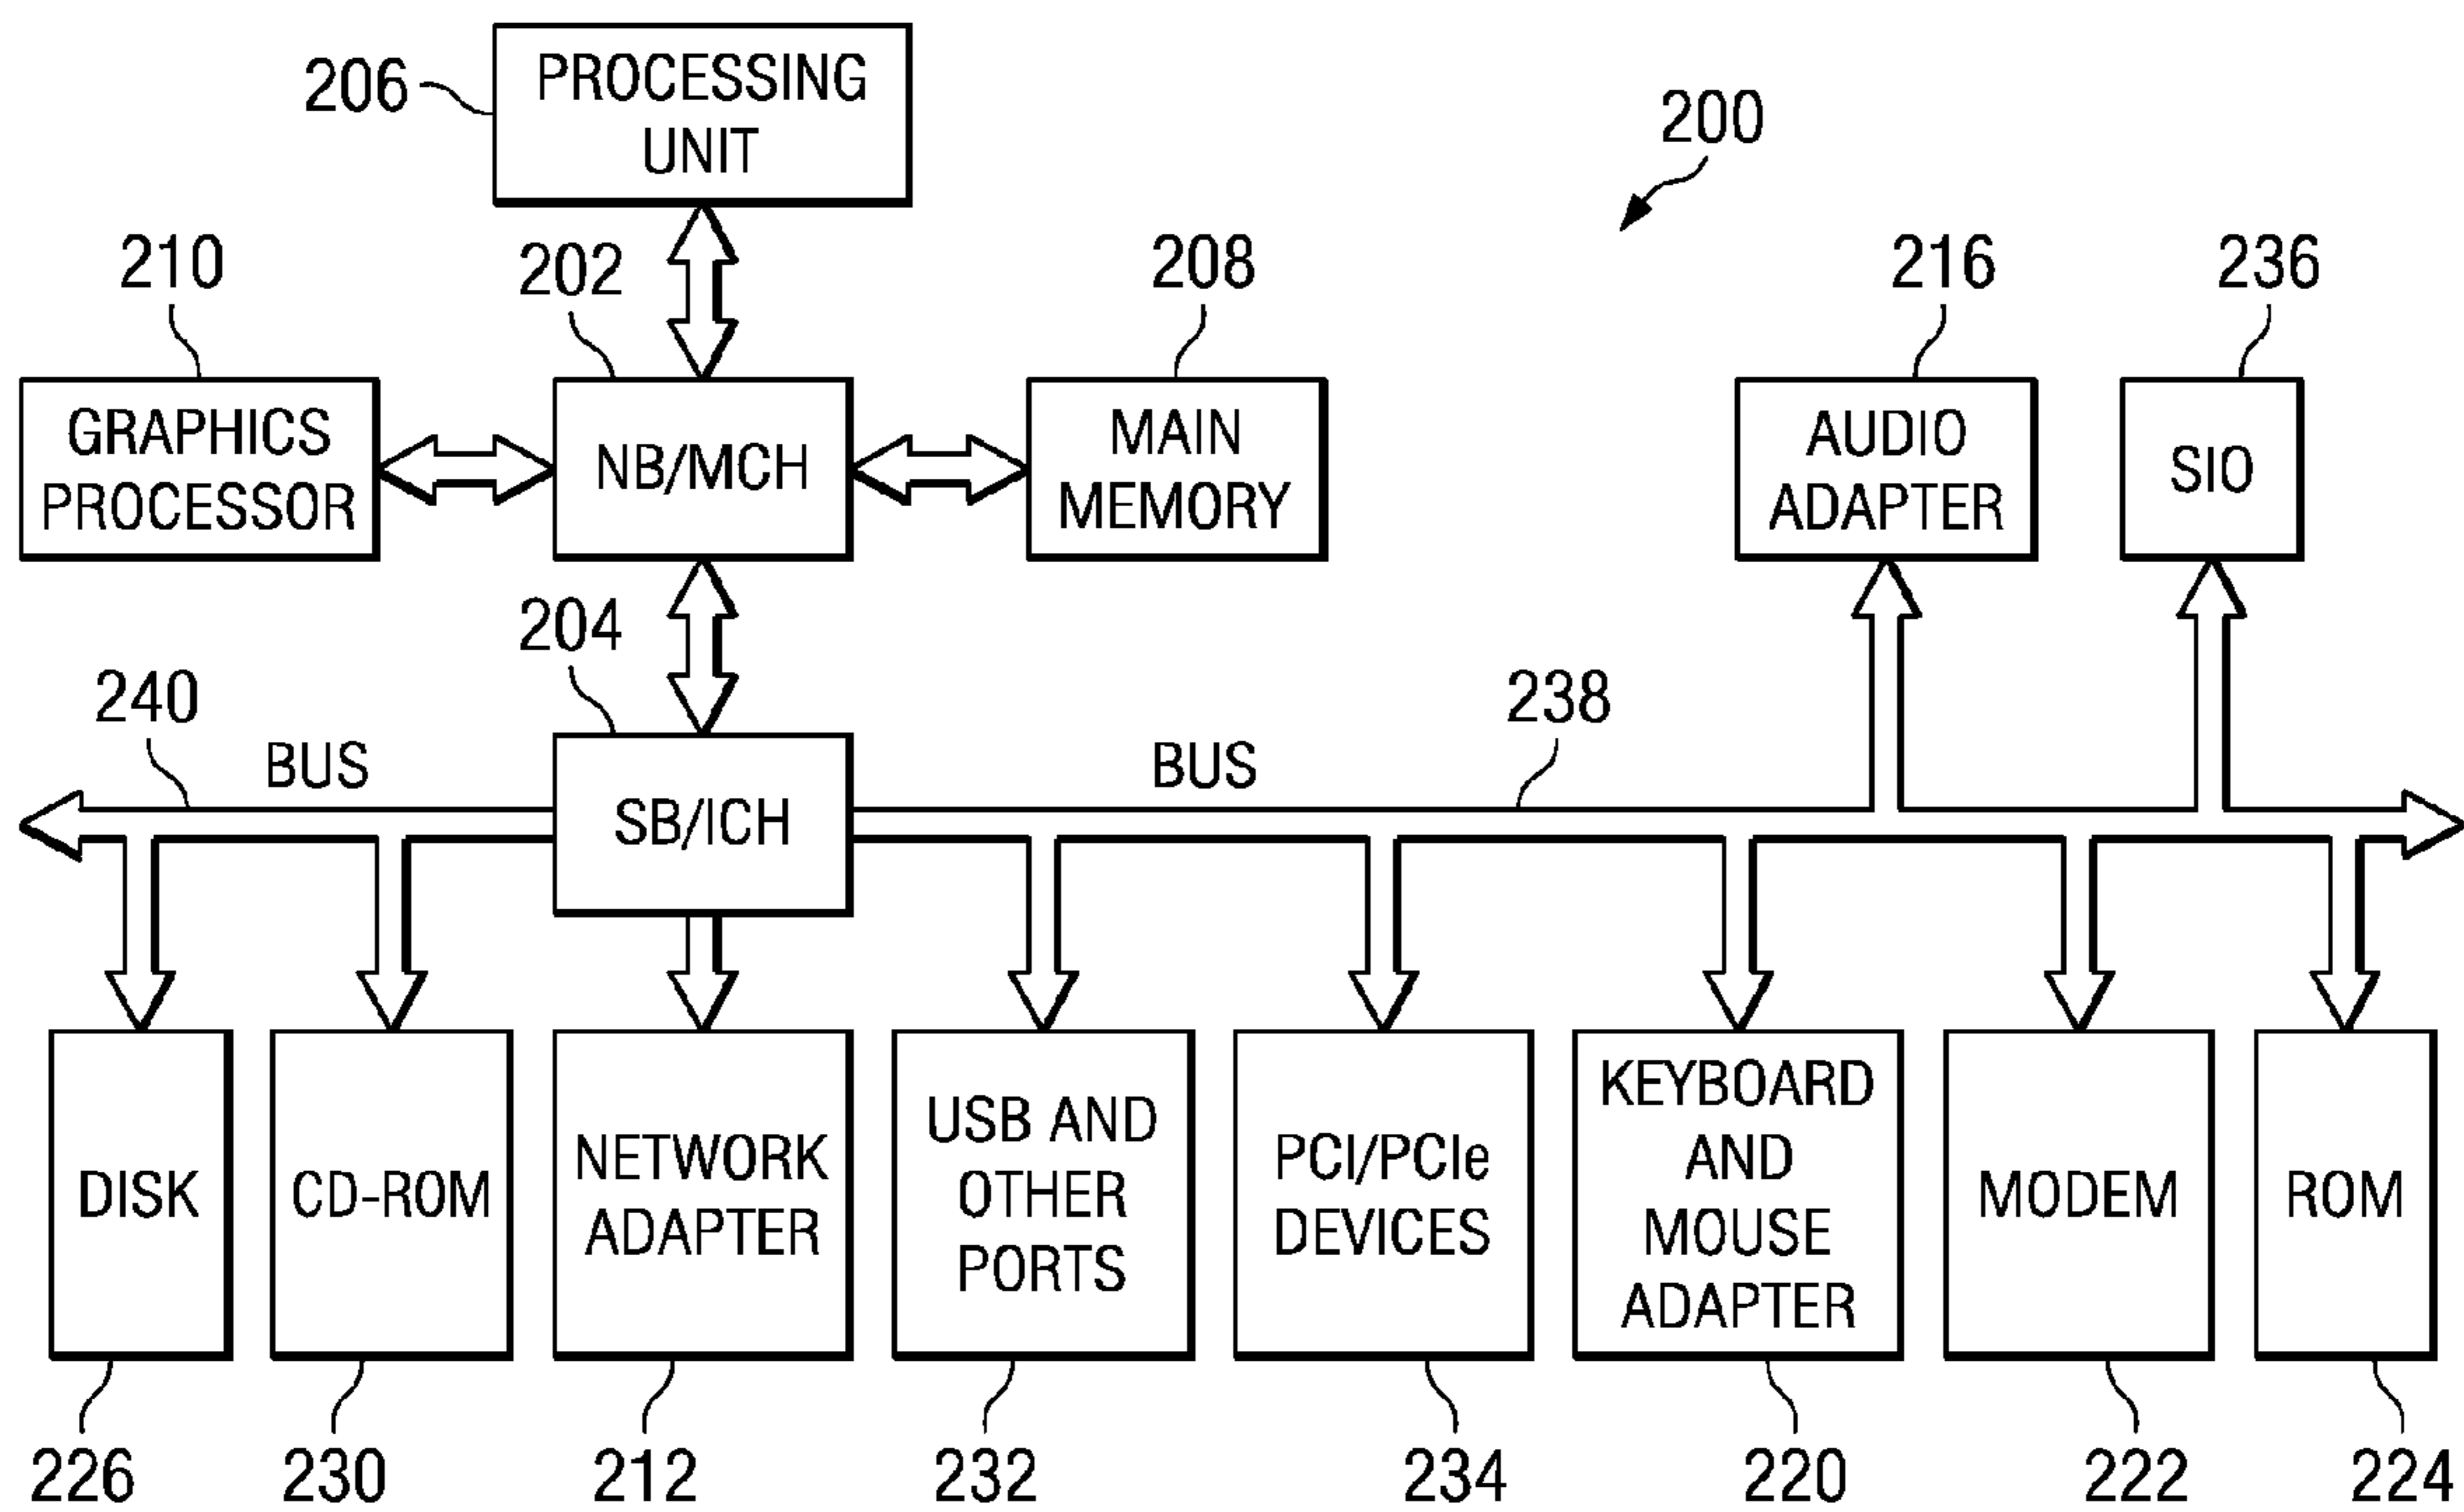 206
PROCESSING
UNIT
200
210
202
208
216
236
GRAPHICS
PROCESSOR
NB/MCH
MAIN
MEMORY
AUDIO
ADAPTER
SIO
204
240
238
BUS
BUS
SB/ICH
DISK
CD-ROM
NETWORK
ADAPTER
USB AND
OTHER
PORTS
PCI/PCIe
DEVICES
KEYBOARD
AND
MOUSE
ADAPTER
MODEM
ROM
226
230
212
232
234
220
222
224